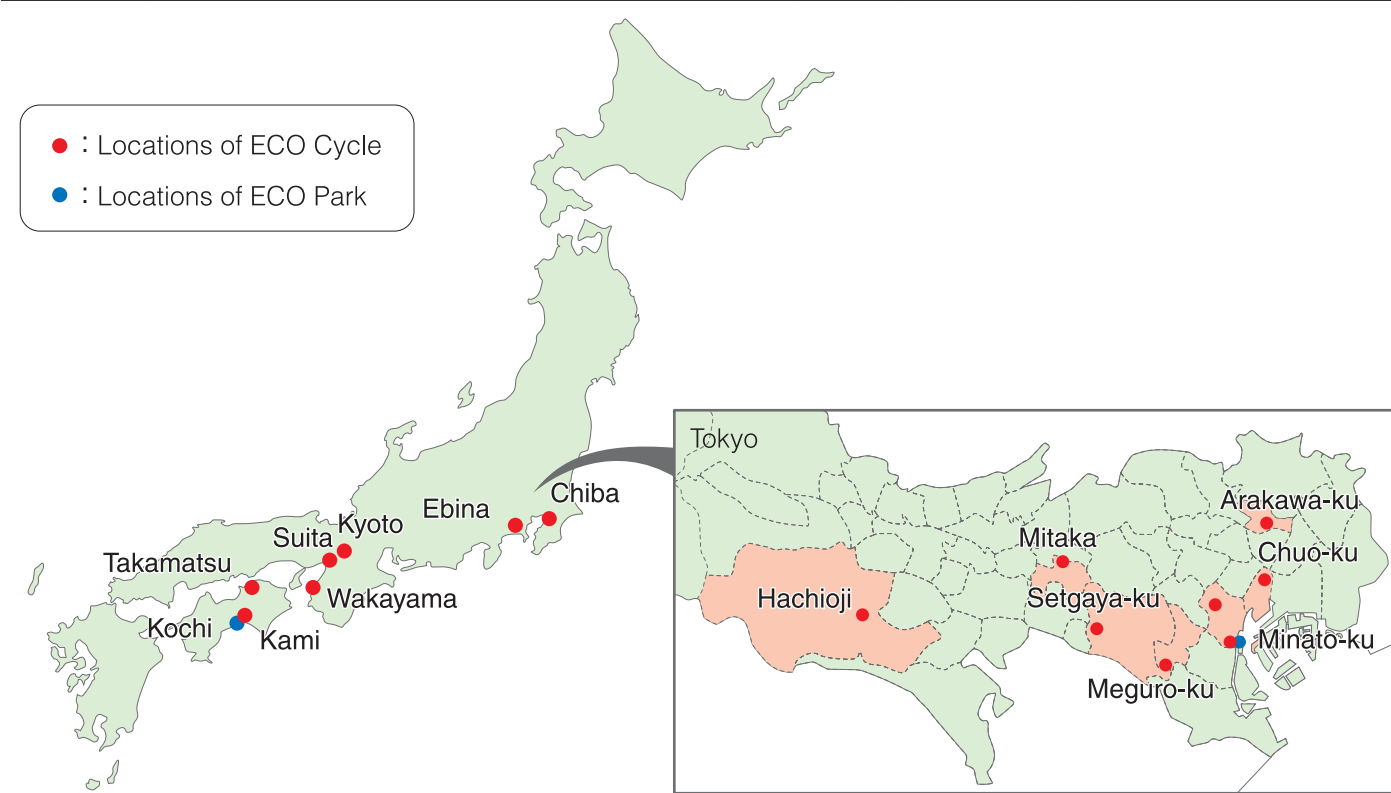 : Locations of ECO Cycle
: Locations of ECO Park
Tokyo
Chiba
Ebina
Kyoto
Suita
Takamatsu
Wakayama
Kochi
Kami
Arakawa-ku
Mitaka
Chuo-ku
Hachioji
Setgaya-ku
Minato-ku
Meguro-ku